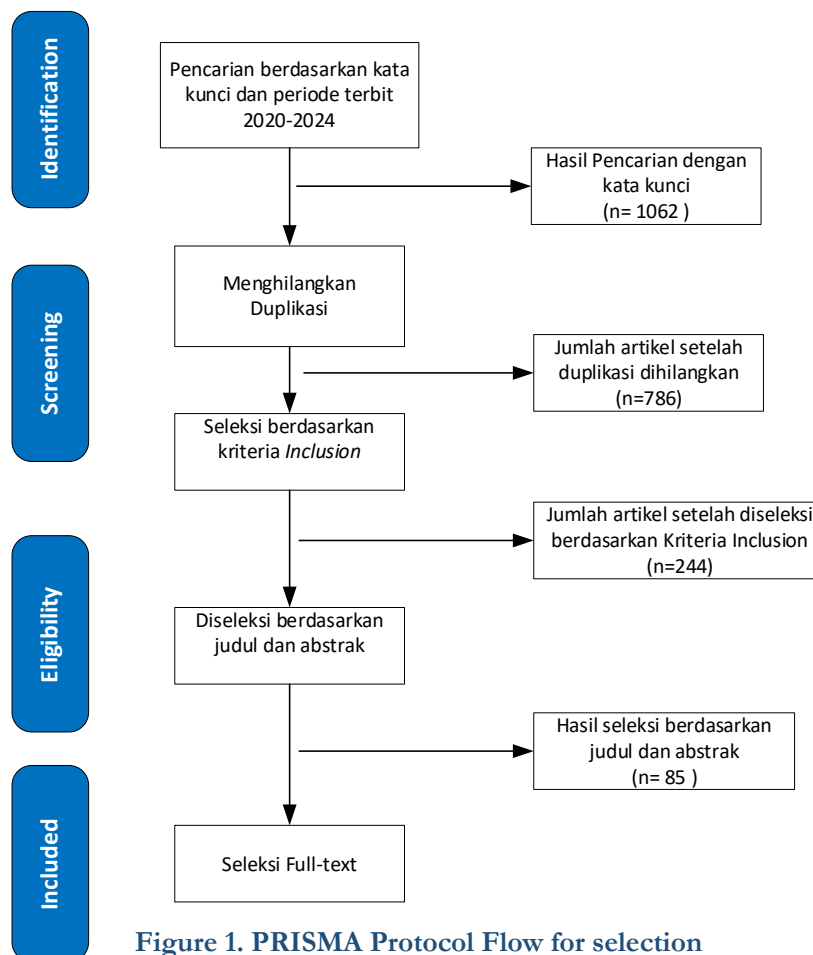 Identification
Pencarian berdasarkan kata
kunci dan periode terbit
2020-2024
Hasil Pencarian dengan
kata kunci
(n= 1062 )
Screening
Menghilangkan
Duplikasi
Jumlah artikel setelah
duplikasi dihilangkan
(n=786)
Seleksi berdasarkan
kriteria Inclusion
Jumlah artikel setelah diseleksi
berdasarkan Kriteria Inclusion
(n=244)
Eligibility
Diseleksi berdasarkan
judul dan abstrak
Hasil seleksi berdasarkan
judul dan abstrak
(n= 85 )
Included
Seleksi Full-text
Figure 1. PRISMA Protocol Flow for selection